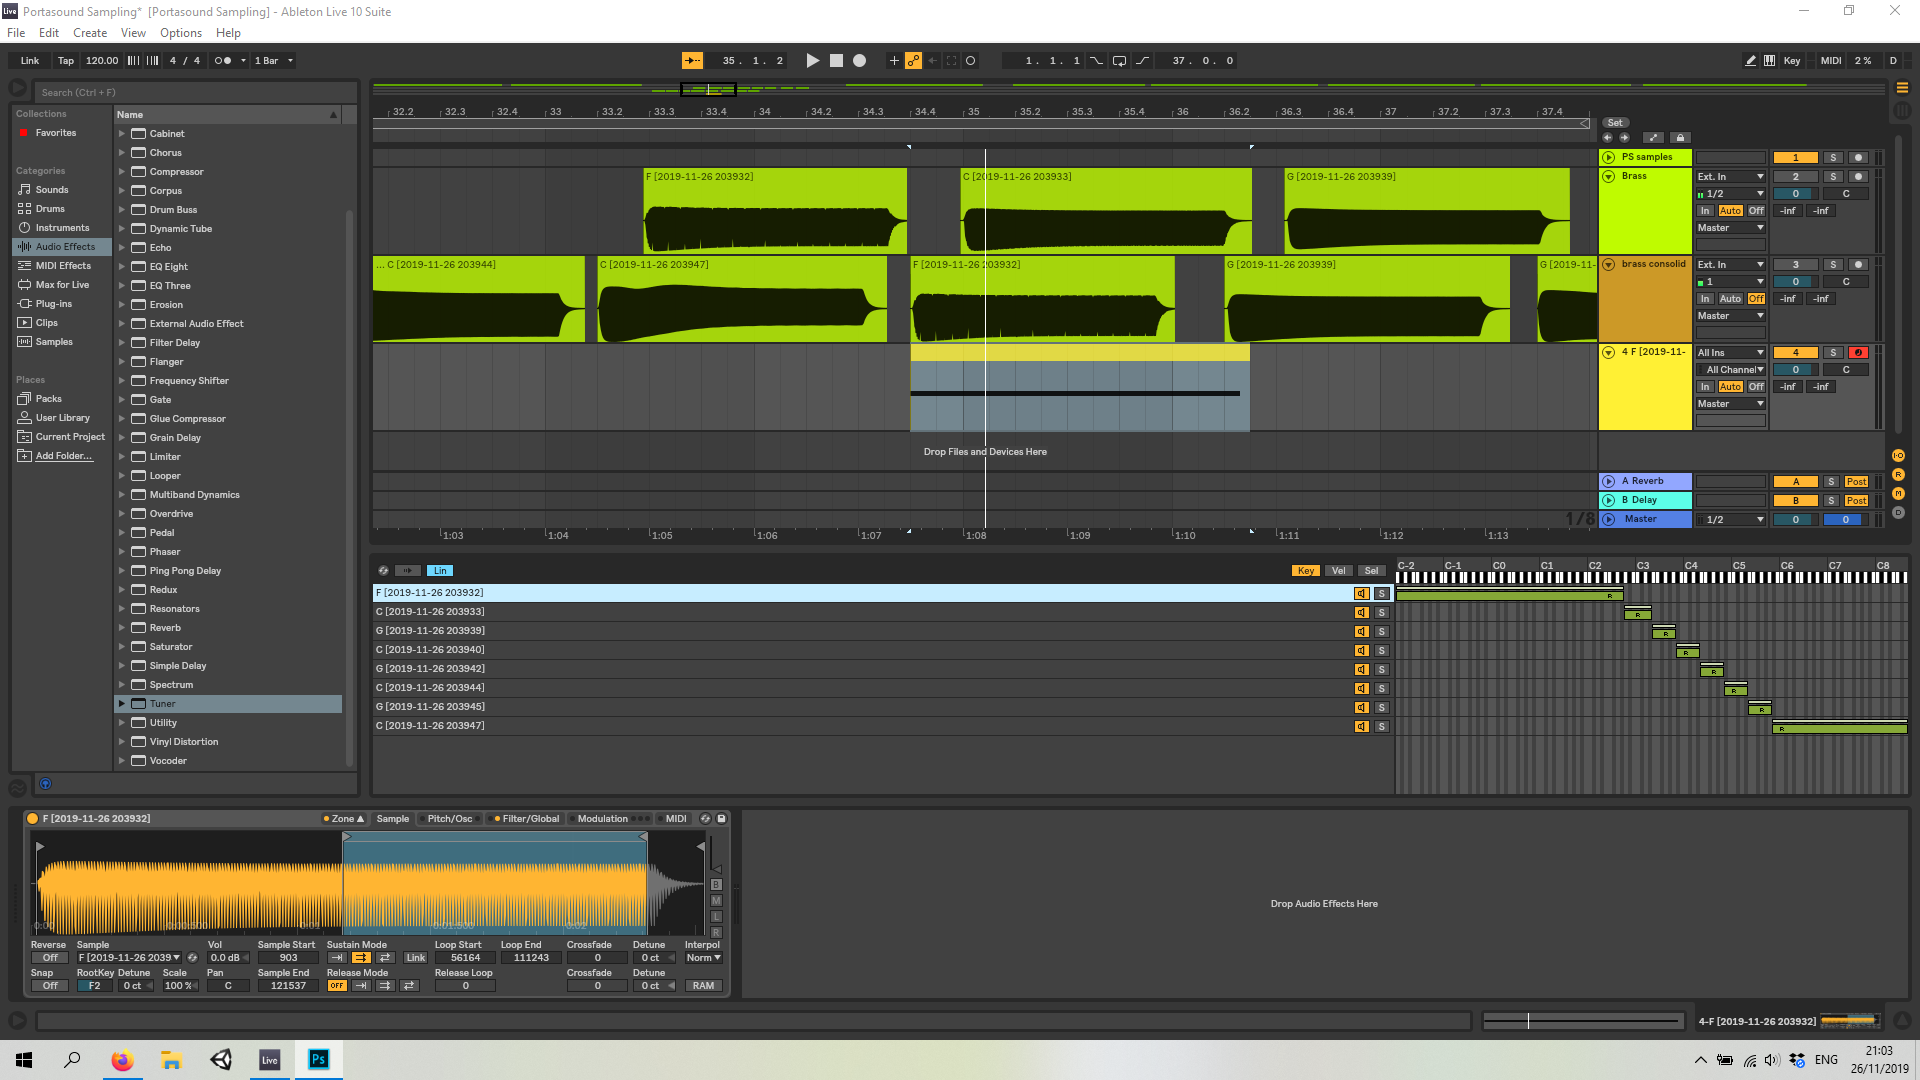 Live Portasound Sampling* [Portasound Sampling] - Ableton Live 10 Suite
File Edit Create View Options Help
Link Tap 120.00 4 / 4 1 Bar 35. 1. 2 1. 1. 1 37. 0. 0 Key MIDI 2 % D
Search (Ctrl + F)
Collections
Favorites
Categories
Sounds
Drums
Instruments
Audio Effects
MIDI Effects
Max for Live
Plug-ins
Clips
Samples
Places
Packs
User Library
Current Project
Add Folder...
Name
Cabinet
Chorus
Compressor
Corpus
Drum Buss
Dynamic Tube
Echo
EQ Eight
EQ Three
Erosion
External Audio Effect
Filter Delay
Flanger
Frequency Shifter
Gate
Glue Compressor
Grain Delay
Limiter
Looper
Multiband Dynamics
Overdrive
Pedal
Phaser
Ping Pong Delay
Redux
Resonators
Reverb
Saturator
Simple Delay
Spectrum
Tuner
Utility
Vinyl Distortion
Vocoder
32.2 32.3 32.4 33 33.2 33.3 33.4 34 34.2 34.3 34.4 35 35.2 35.3 35.4 36 36.2 36.3 36.4 37 37.2 37.3 37.4
Set
PS samples 1 S
F [2019-11-26 203932] C [2019-11-26 203933] G [2019-11-26 203939]
Brass Ext. In 2 S
1/2 0 C
In Auto Off -inf -inf
Master
... C [2019-11-26 203944] C [2019-11-26 203947] F [2019-11-26 203932] G [2019-11-26 203939] G [2019-11-
brass consolid Ext. In 3 S
1 0 C
In Auto Off -inf -inf
Master
4 F [2019-11- All Ins 4 S
All Channel 0 C
In Auto Off -inf -inf
Master
Drop Files and Devices Here
A Reverb A S Post
B Delay B S Post
1/8 Master 1/2 0 0
I·O
R
M
D
1:03 1:04 1:05 1:06 1:07 1:08 1:09 1:10 1:11 1:12 1:13
Lin Key Vel Sel C-2 C-1 C0 C1 C2 C3 C4 C5 C6 C7 C8
F [2019-11-26 203932] S R
C [2019-11-26 203933] S R
G [2019-11-26 203939] S R
C [2019-11-26 203940] S R
G [2019-11-26 203942] S R
C [2019-11-26 203944] S R
G [2019-11-26 203945] S R
C [2019-11-26 203947] S R
F [2019-11-26 203932] Zone Sample Pitch/Osc Filter/Global Modulation MIDI
B
M
L
R
0:00 0:00:500 0:01 0:01:500 0:02
Reverse Sample Vol Sample Start Sustain Mode Loop Start Loop End Crossfade Detune Interpol
Off F [2019-11-26 2039 0.0 dB 903 Link 56164 111243 0 0 ct Norm
Snap RootKey Detune Scale Pan Sample End Release Mode Release Loop Crossfade Detune
Off F2 0 ct 100 % C 121537 OFF 0 0 0 ct RAM
Drop Audio Effects Here
4-F [2019-11-26 203932]
Live Ps ENG 21:03
26/11/2019